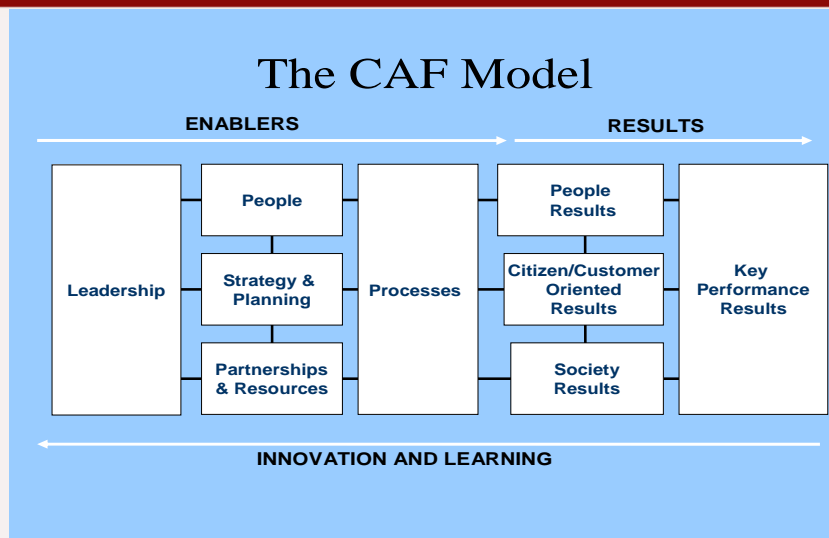 The CAF Model
ENABLERS
RESULTS
Leadership
People
Strategy &
Planning
Partnerships
& Resources
Processes
People
Results
Citizen/Customer
Oriented
Results
Society
Results
Key
Performance
Results
INNOVATION AND LEARNING